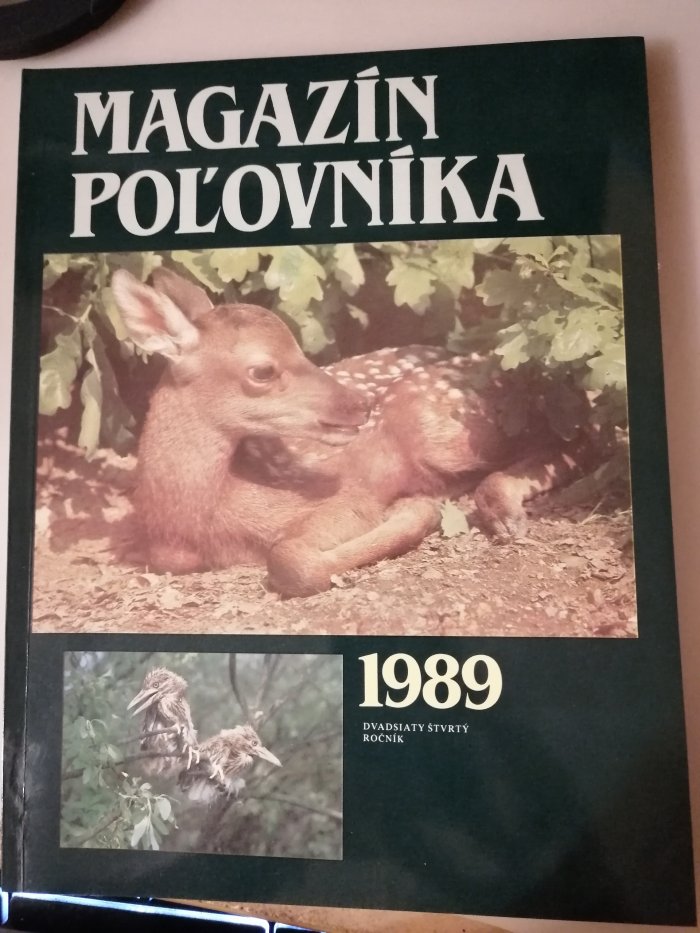 MAGAZÍN
POĽOVNÍKA
1989
DVADSIATY ŠTVRTÝ
ROČNÍK